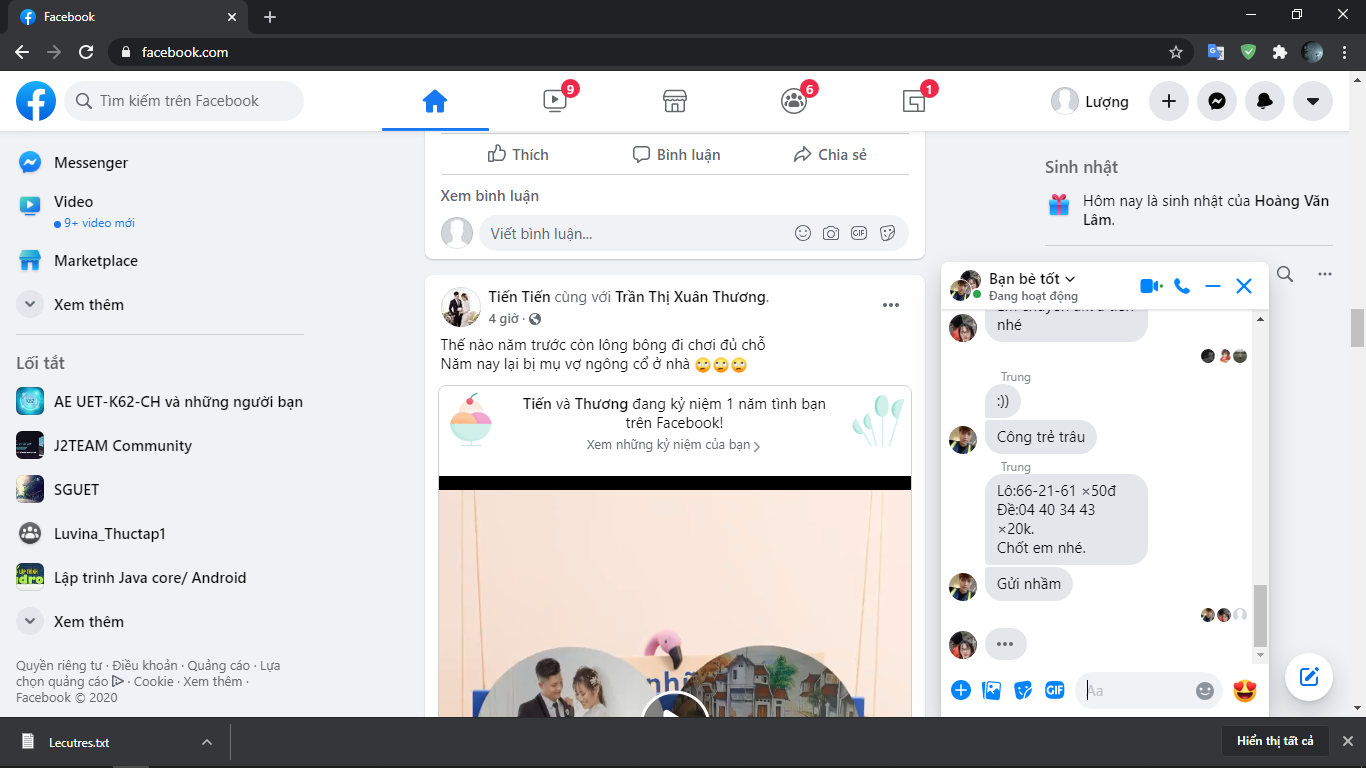 Facebook
facebook.com
Tìm kiếm trên Facebook
9
6
1
Lượng
Messenger
Video
9+ video mới
Marketplace
Xem thêm
Lối tắt
AE UET-K62-CH và những người bạn
J2TEAM Community
SGUET
Luvina_Thuctap1
Lập trình Java core/ Android
Xem thêm
Quyền riêng tư · Điều khoản · Quảng cáo · Lựa
chọn quảng cáo · Cookie · Xem thêm ·
Facebook © 2020
Thích
Bình luận
Chia sẻ
Xem bình luận
Viết bình luận...
GIF
Tiến Tiến cùng với Trần Thị Xuân Thương.
4 giờ ·
Thế nào năm trước còn lông bông đi chơi đủ chỗ
Năm nay lại bị mụ vợ ngông cổ ở nhà 🙄🙄🙄
Tiến và Thương đang kỷ niệm 1 năm tình bạn
trên Facebook!
Xem những kỷ niệm của bạn
Sinh nhật
Hôm nay là sinh nhật của Hoàng Văn
Lâm.
Bạn bè tốt
Đang hoạt động
nhé
Trung
:))
Công trẻ trâu
Trung
Lô:66-21-61 ×50đ
Đề:04 40 34 43
×20k.
Chốt em nhé.
Gửi nhầm
GIF
Aa
Lecutres.txt
Hiển thị tất cả